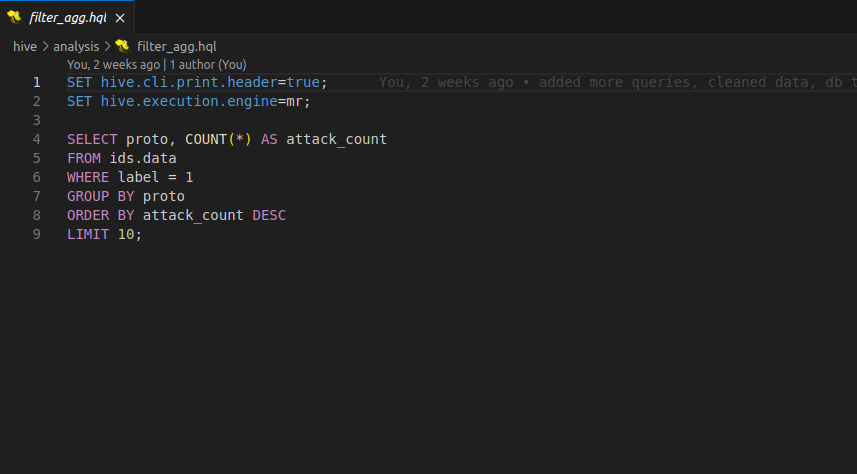 filter_agg.hql ×
hive > analysis > filter_agg.hql
You, 2 weeks ago | 1 author (You)
1 SET hive.cli.print.header=true; You, 2 weeks ago • added more queries, cleaned data, db t
2 SET hive.execution.engine=mr;
3
4 SELECT proto, COUNT(*) AS attack_count
5 FROM ids.data
6 WHERE label = 1
7 GROUP BY proto
8 ORDER BY attack_count DESC
9 LIMIT 10;